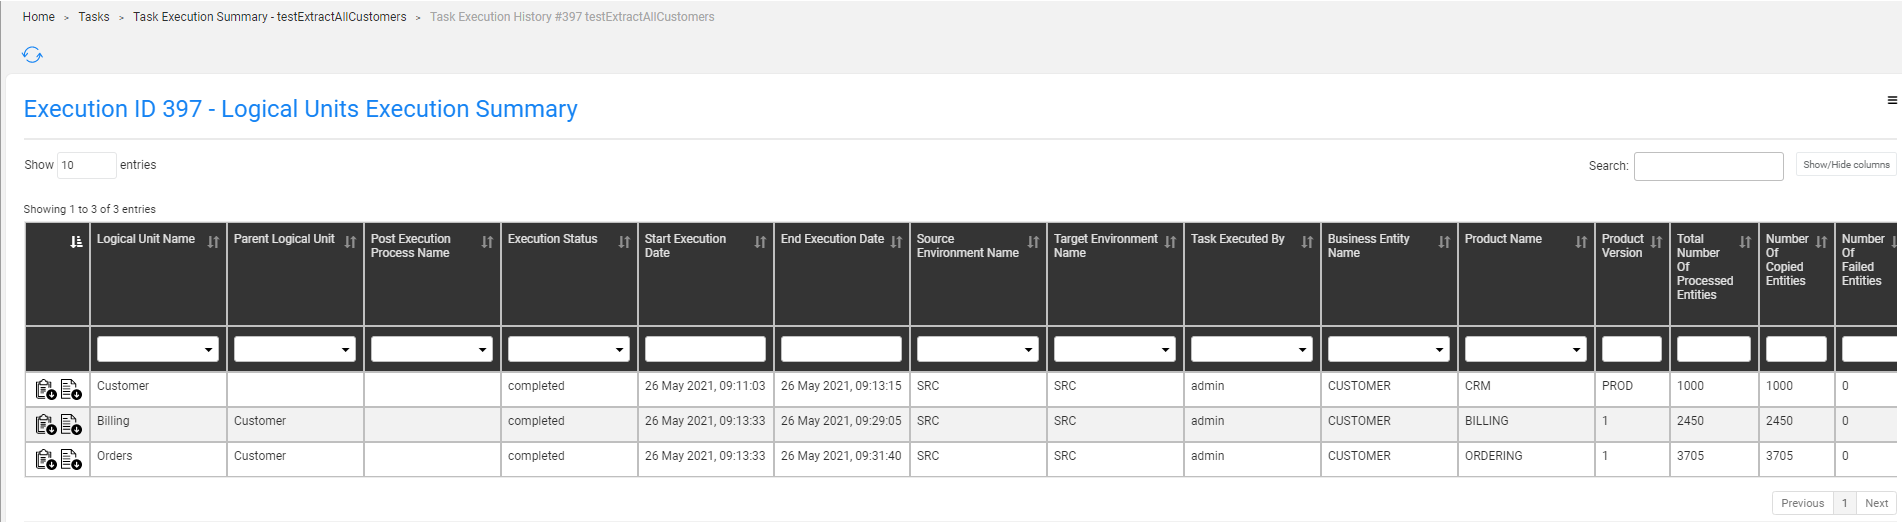 Home > Tasks > Task Execution Summary - testExtractAllCustomers > Task Execution History #397 testExtractAllCustomers
Execution ID 397 - Logical Units Execution Summary
Show 10 entries
Search:
Show/Hide columns
Showing 1 to 3 of 3 entries
Logical Unit Name
Parent Logical Unit
Post Execution
Process Name
Execution Status
Start Execution
Date
End Execution Date
Source
Environment Name
Target Environment
Name
Task Executed By
Business Entity
Name
Product Name
Product
Version
Total
Number
Of
Processed
Entities
Number
Of
Copied
Entities
Number
Of
Failed
Entities
Customer completed 26 May 2021, 09:11:03 26 May 2021, 09:13:15 SRC SRC admin CUSTOMER CRM PROD 1000 1000 0
Billing Customer completed 26 May 2021, 09:13:33 26 May 2021, 09:29:05 SRC SRC admin CUSTOMER BILLING 1 2450 2450 0
Orders Customer completed 26 May 2021, 09:13:33 26 May 2021, 09:31:40 SRC SRC admin CUSTOMER ORDERING 1 3705 3705 0
Previous 1 Next